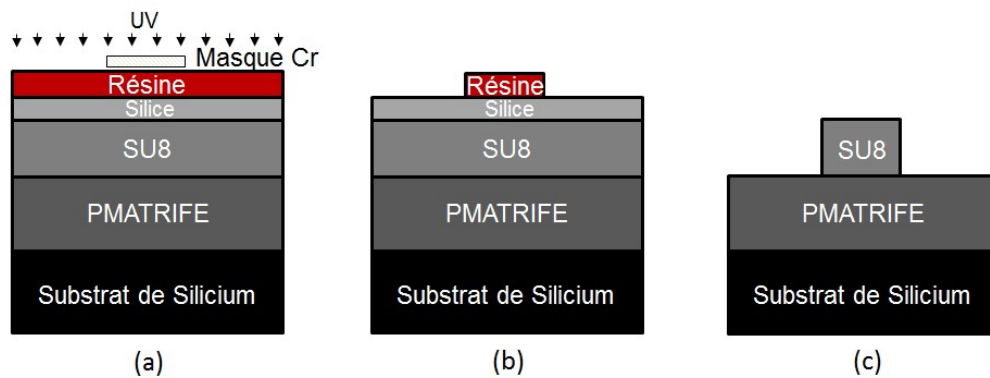 UV
Masque Cr
Résine
Silice
SU8
PMATRIFE
Substrat de Silicium
(a)
Résine
Silice
SU8
PMATRIFE
Substrat de Silicium
(b)
SU8
PMATRIFE
Substrat de Silicium
(c)